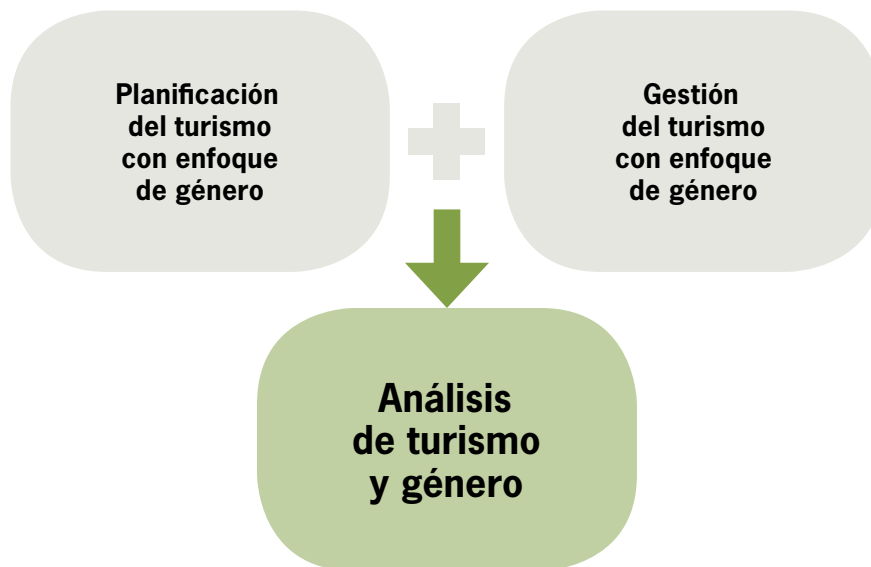 Planificación
del turismo
con enfoque
de género
Gestión
del turismo
con enfoque
de género
Análisis
de turismo
y género